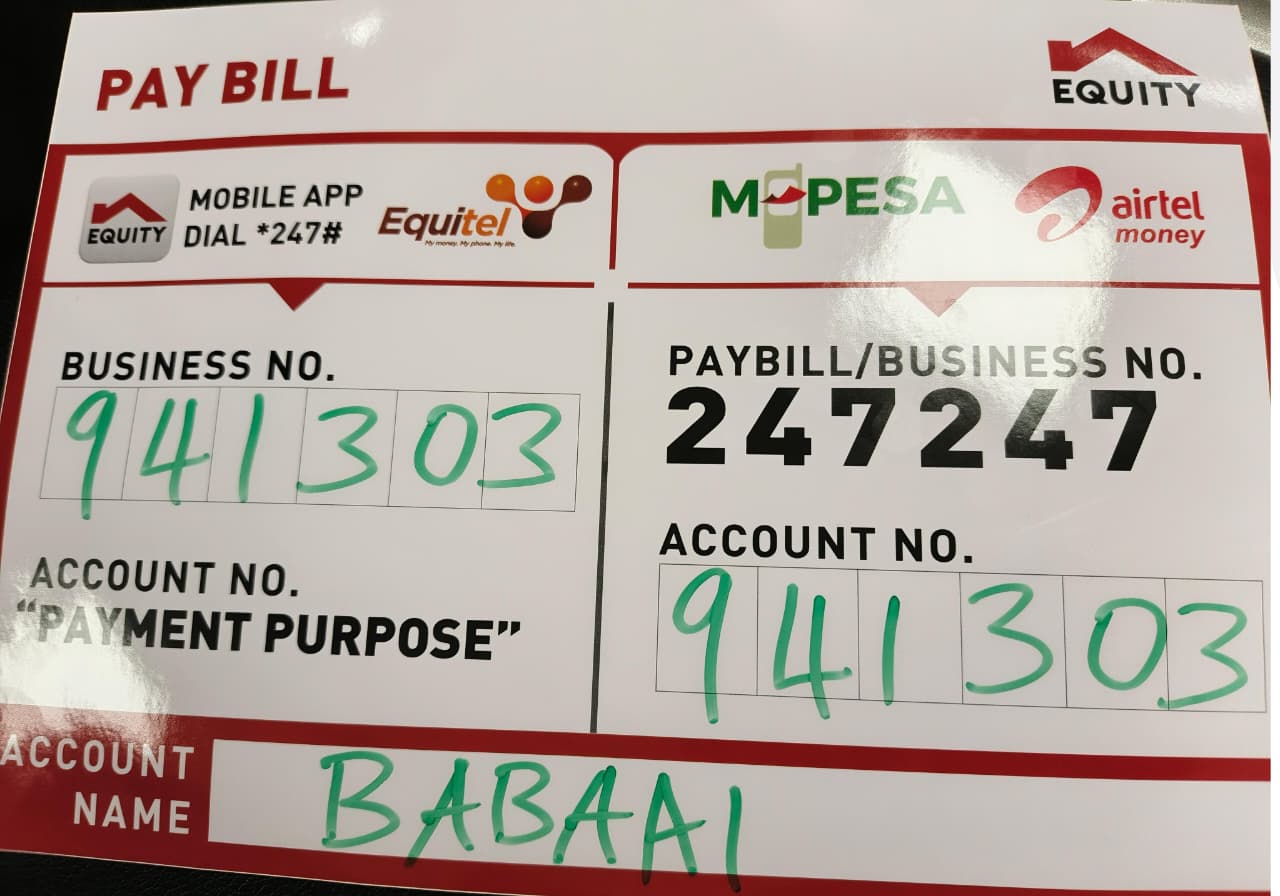 PAY BILL
EQUITY
EQUITY
MOBILE APP
DIAL *247#
Equitel
My money. My phone. My life.
M-PESA
airtel
money
BUSINESS NO.
941303
ACCOUNT NO.
“PAYMENT PURPOSE”
PAYBILL/BUSINESS NO.
247247
ACCOUNT NO.
941303
ACCOUNT
NAME
BABAAI